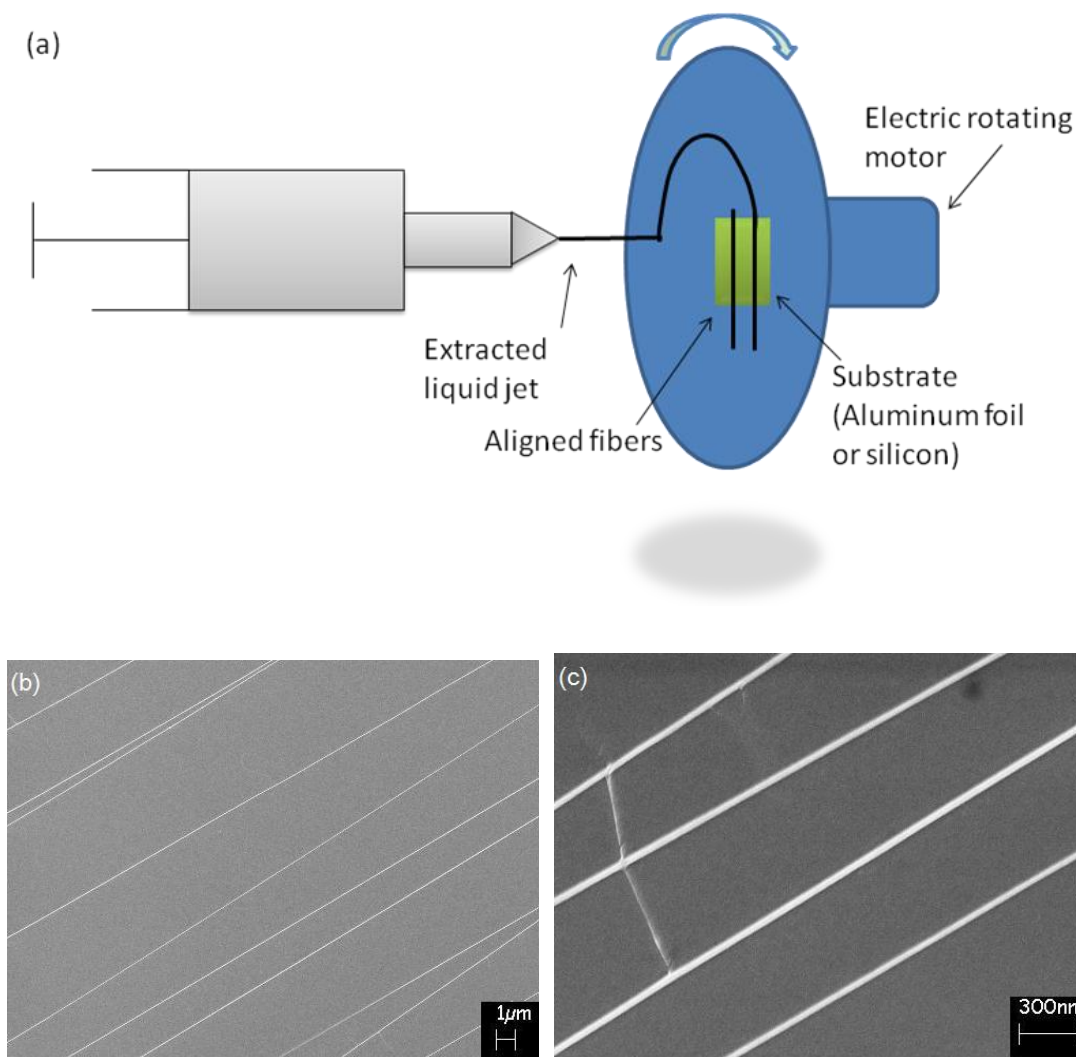 (a)
Electric rotating
motor
Extracted
liquid jet
Aligned fibers
Substrate
(Aluminum foil
or silicon)
(b)
1µm
(c)
300nm